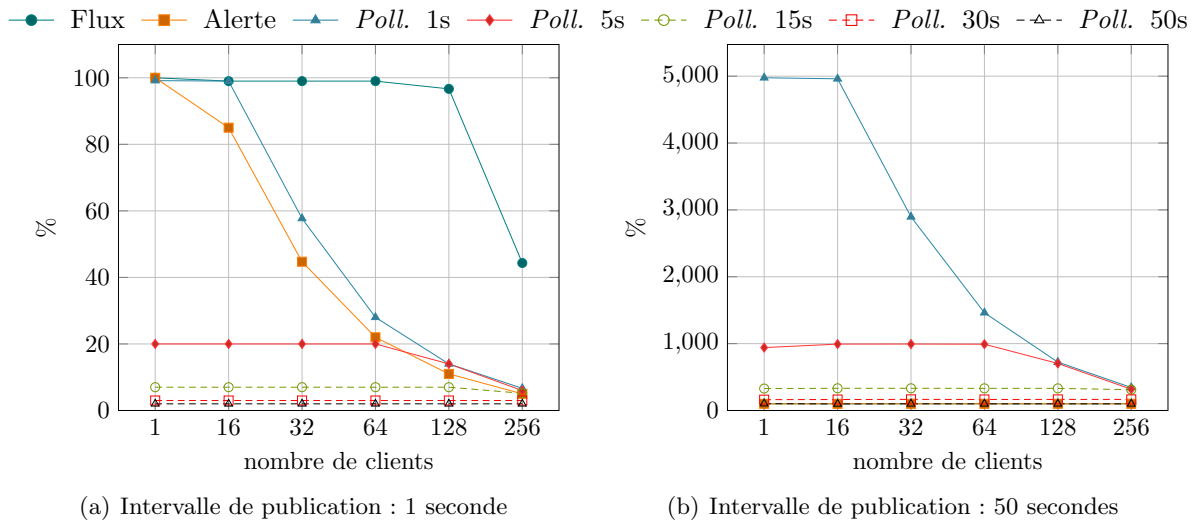 Flux Alerte Poll. 1s Poll. 5s Poll. 15s Poll. 30s Poll. 50s
100
80
60
40
20
0
%
1 16 32 64 128 256
nombre de clients
(a) Intervalle de publication : 1 seconde
5,000
4,000
3,000
2,000
1,000
0
%
1 16 32 64 128 256
nombre de clients
(b) Intervalle de publication : 50 secondes